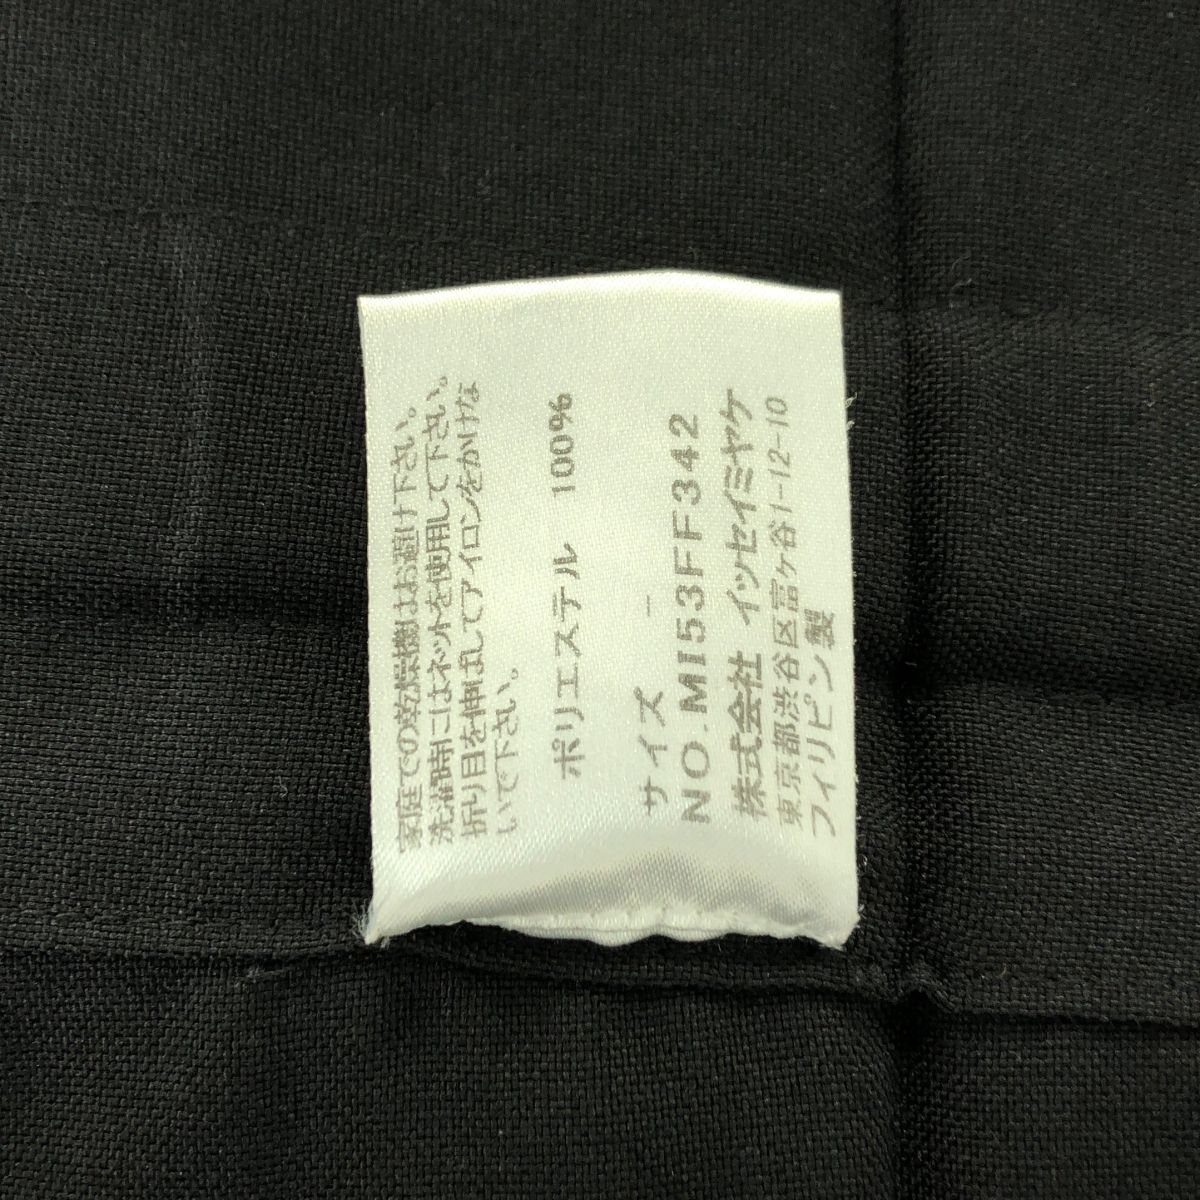 家庭での乾燥機はお避け下さい。
洗濯時にはネットを使用して下さい。
折り目を伸ばしてアイロンをかけな
いで下さい。
ポリエステル 100%
サイズ －
NO.MI53FF342
株式会社 イッセイミヤケ
東京都渋谷区富ヶ谷1-12-10
フィリピン製